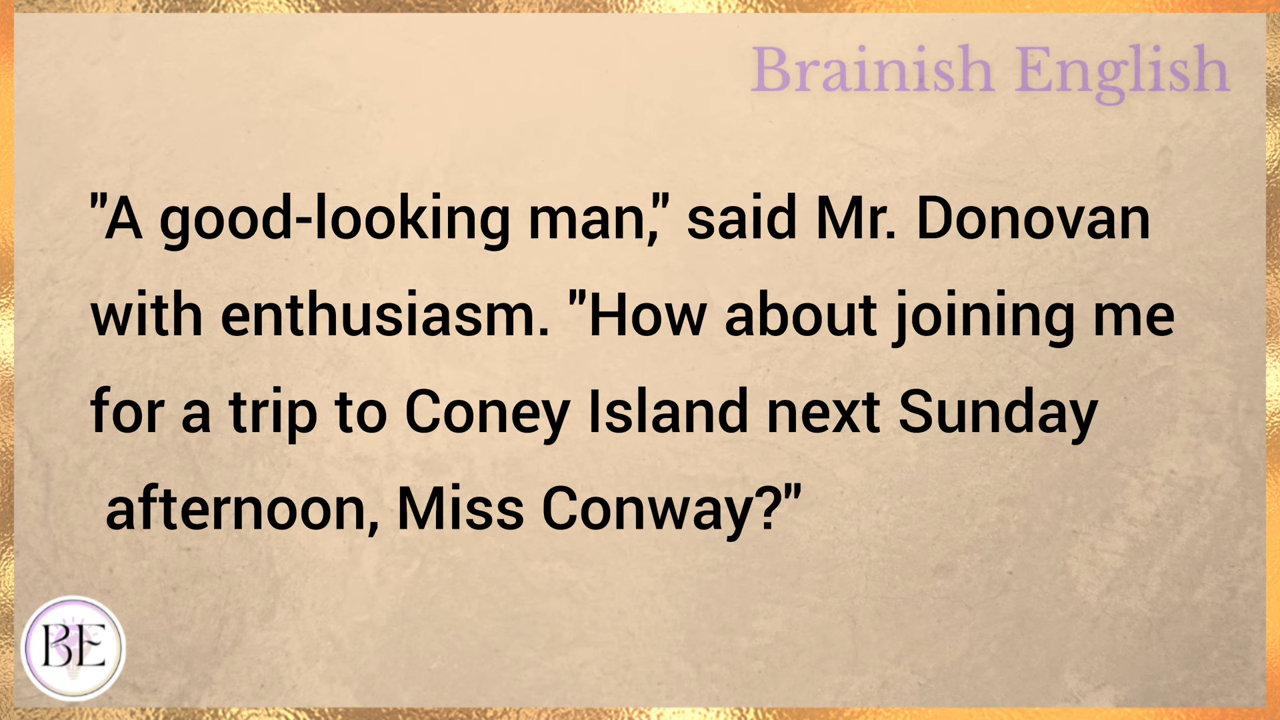 Brainish English
"A good-looking man," said Mr. Donovan
with enthusiasm. "How about joining me
for a trip to Coney Island next Sunday
afternoon, Miss Conway?"
BE